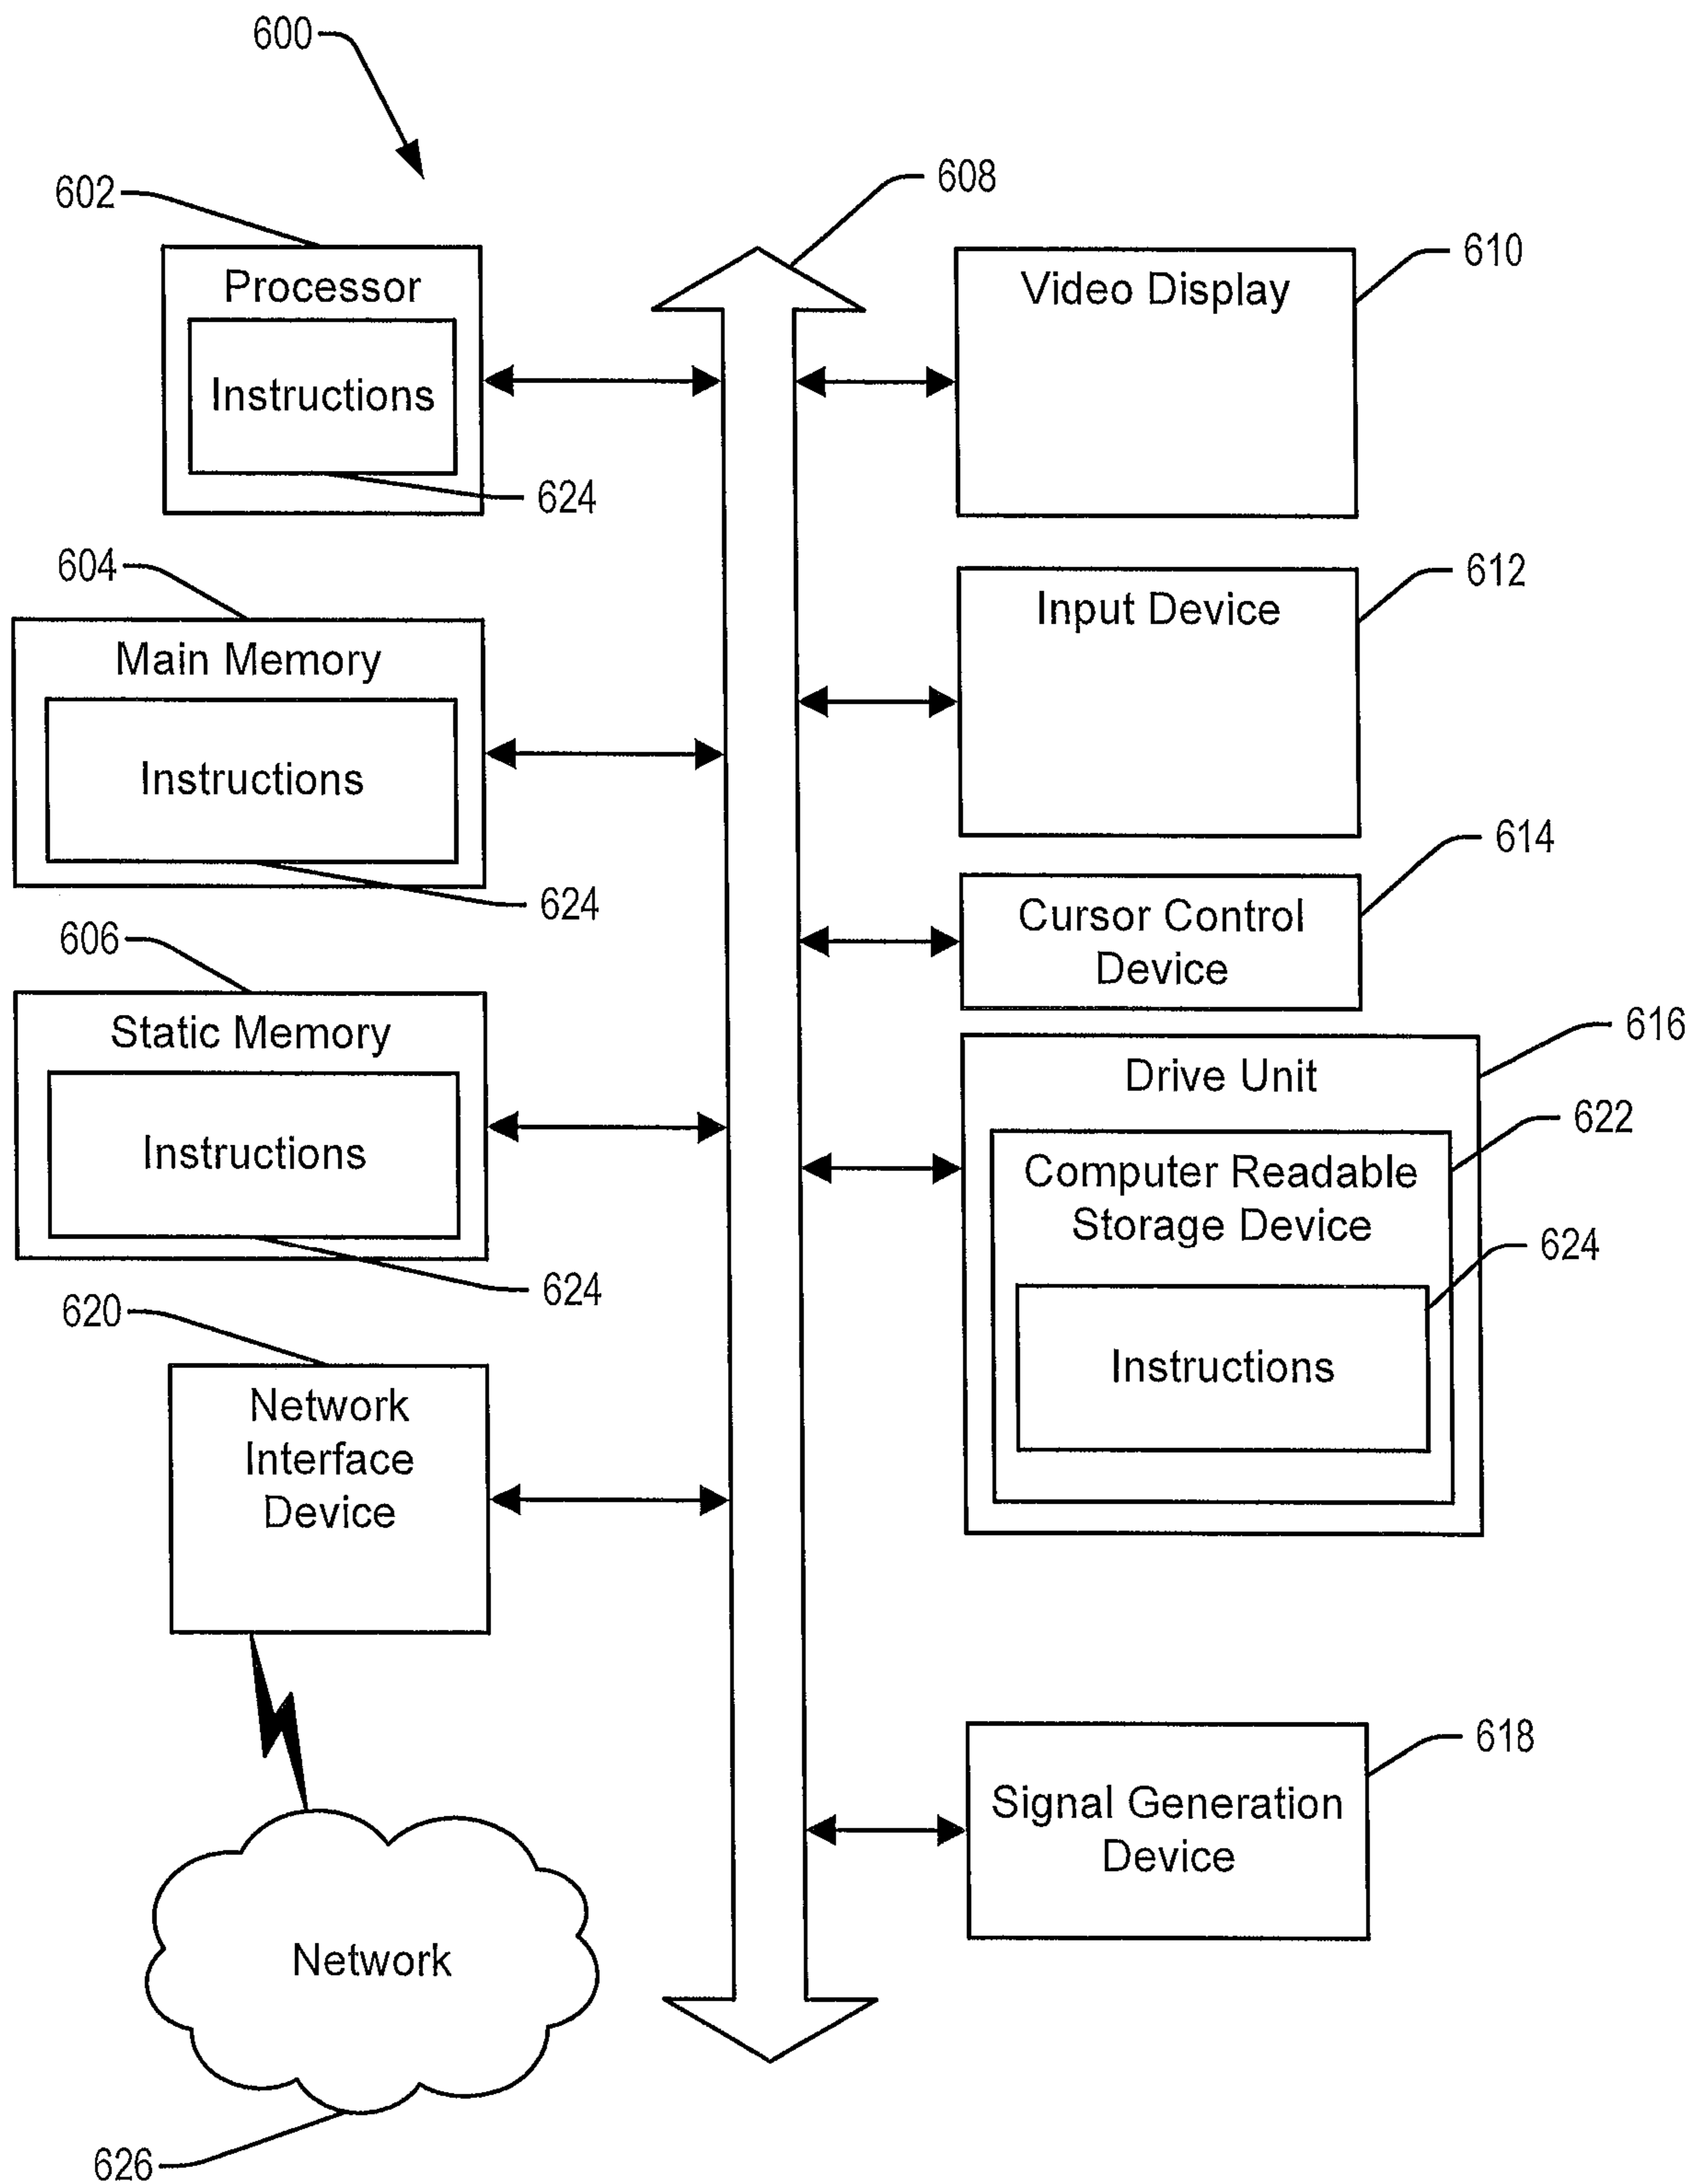 600
602
608
610
Processor
Instructions
624
Video Display
604
Main Memory
Instructions
624
612
Input Device
614
Cursor Control
Device
606
Static Memory
Instructions
624
616
Drive Unit
622
Computer Readable
Storage Device
624
Instructions
620
Network
Interface
Device
618
Signal Generation
Device
Network
626